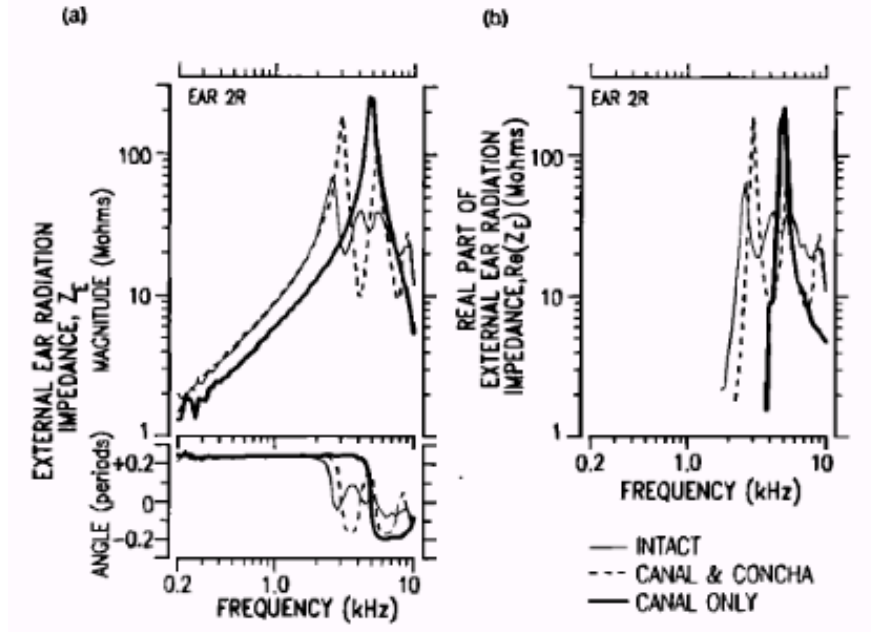 (a)
EAR 2R
100
10
1
EXTERNAL EAR RADIATION
IMPEDANCE, ZE
MAGNITUDE (Mohms)
ANGLE (periods)
+0.2
0
-0.2
0.2 1.0 10
FREQUENCY (kHz)
(b)
EAR 2R
100
10
1
REAL PART OF
EXTERNAL EAR RADIATION
IMPEDANCE,Re(ZE) (Mohms)
0.2 1.0 10
FREQUENCY (kHz)
INTACT
CANAL & CONCHA
CANAL ONLY